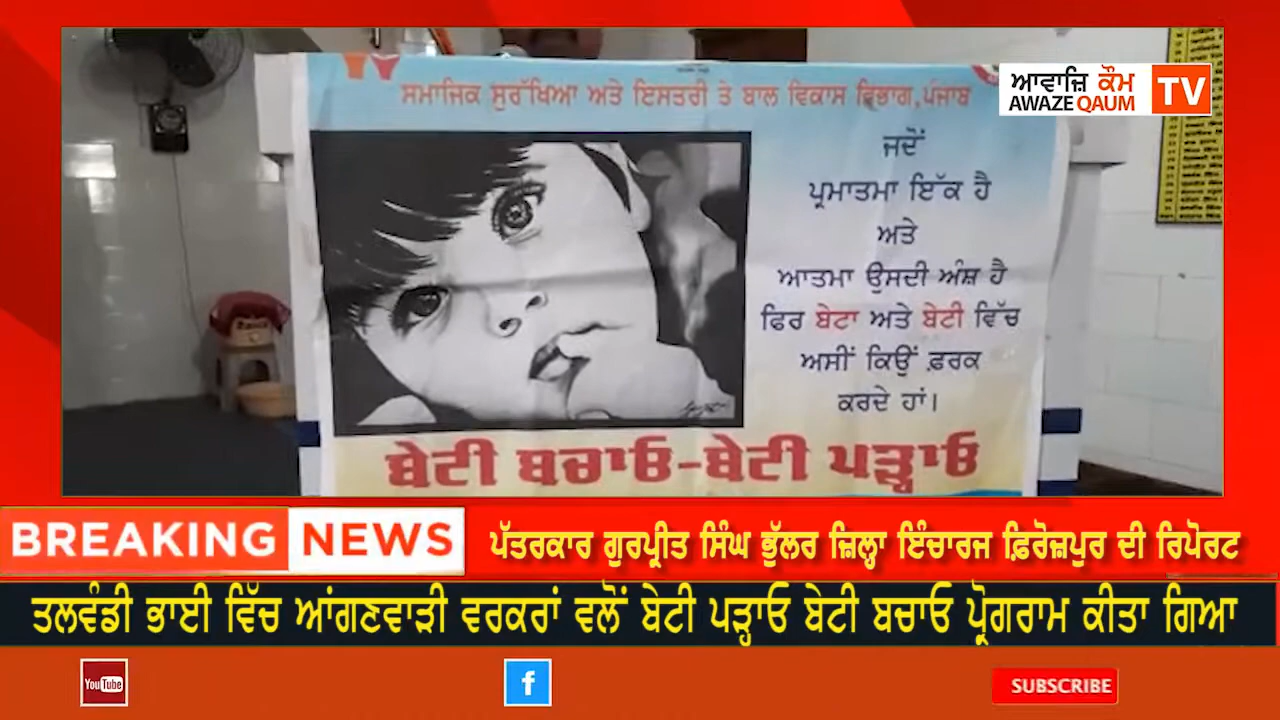 ਆਵਾਜ਼ਿ ਕੌਮ
AWAZE QAUM
TV
ਸਮਾਜਿਕ ਸੁਰੱਖਿਆ ਅਤੇ ਇਸਤਰੀ ਤੇ ਬਾਲ ਵਿਕਾਸ ਵਿਭਾਗ,ਪੰਜਾਬ
ਜਦੋਂ
ਪ੍ਰਮਾਤਮਾ ਇੱਕ ਹੈ
ਅਤੇ
ਆਤਮਾ ਉਸਦੀ ਅੰਸ਼ ਹੈ
ਫਿਰ ਬੇਟਾ ਅਤੇ ਬੇਟੀ ਵਿੱਚ
ਅਸੀਂ ਕਿਉਂ ਫ਼ਰਕ
ਕਰਦੇ ਹਾਂ।
ਬੇਟੀ ਬਚਾਓ-ਬੇਟੀ ਪੜ੍ਹਾਓ
BREAKING NEWS
ਪੱਤਰਕਾਰ ਗੁਰਪ੍ਰੀਤ ਸਿੰਘ ਭੁੱਲਰ ਜ਼ਿਲ੍ਹਾ ਇੰਚਾਰਜ ਫ਼ਿਰੋਜ਼ਪੁਰ ਦੀ ਰਿਪੋਰਟ
ਤਲਵੰਡੀ ਭਾਈ ਵਿੱਚ ਆਂਗਣਵਾੜੀ ਵਰਕਰਾਂ ਵਲੋਂ ਬੇਟੀ ਪੜ੍ਹਾਓ ਬੇਟੀ ਬਚਾਓ ਪ੍ਰੋਗਰਾਮ ਕੀਤਾ ਗਿਆ
YouTube
f
SUBSCRIBE